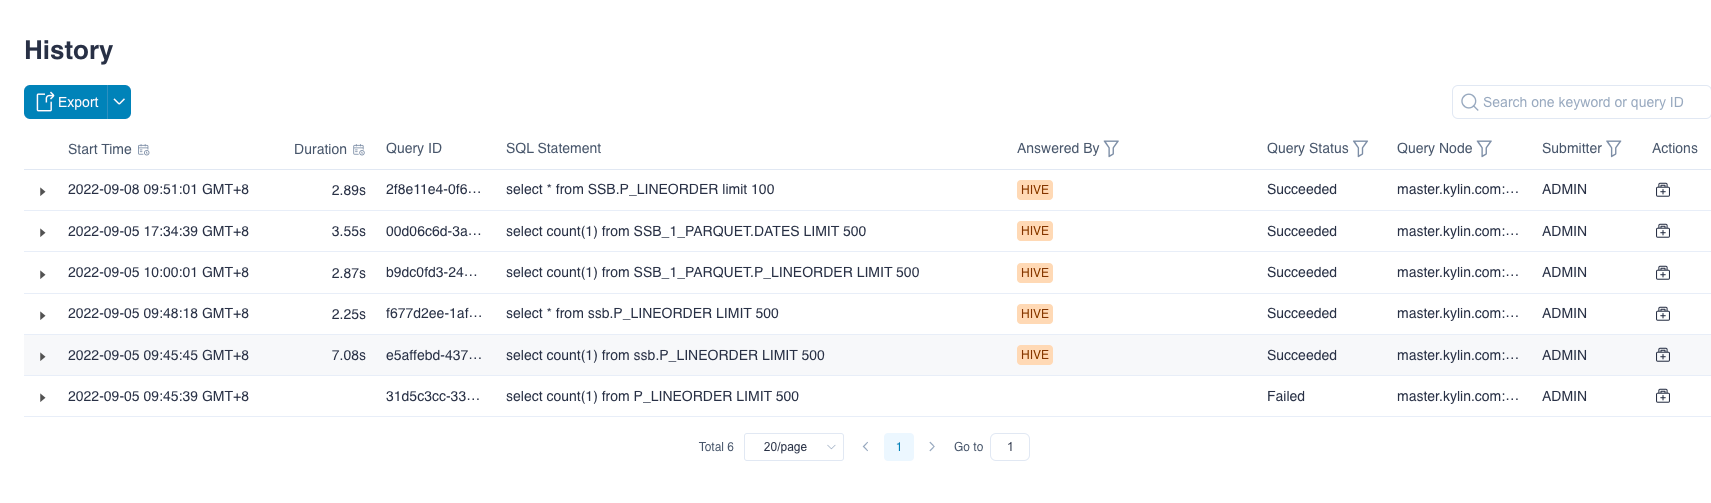 History
Export
Search one keyword or query ID
Start Time Duration Query ID SQL Statement Answered By Query Status Query Node Submitter Actions
2022-09-08 09:51:01 GMT+8 2.89s 2f8e11e4-0f6... select * from SSB.P_LINEORDER limit 100 HIVE Succeeded master.kylin.com:... ADMIN
2022-09-05 17:34:39 GMT+8 3.55s 00d06c6d-3a... select count(1) from SSB_1_PARQUET.DATES LIMIT 500 HIVE Succeeded master.kylin.com:... ADMIN
2022-09-05 10:00:01 GMT+8 2.87s b9dc0fd3-24... select count(1) from SSB_1_PARQUET.P_LINEORDER LIMIT 500 HIVE Succeeded master.kylin.com:... ADMIN
2022-09-05 09:48:18 GMT+8 2.25s f677d2ee-1af... select * from ssb.P_LINEORDER LIMIT 500 HIVE Succeeded master.kylin.com:... ADMIN
2022-09-05 09:45:45 GMT+8 7.08s e5affebd-437... select count(1) from ssb.P_LINEORDER LIMIT 500 HIVE Succeeded master.kylin.com:... ADMIN
2022-09-05 09:45:39 GMT+8 31d5c3cc-33... select count(1) from P_LINEORDER LIMIT 500 Failed master.kylin.com:... ADMIN
Total 6 20/page 1 Go to 1